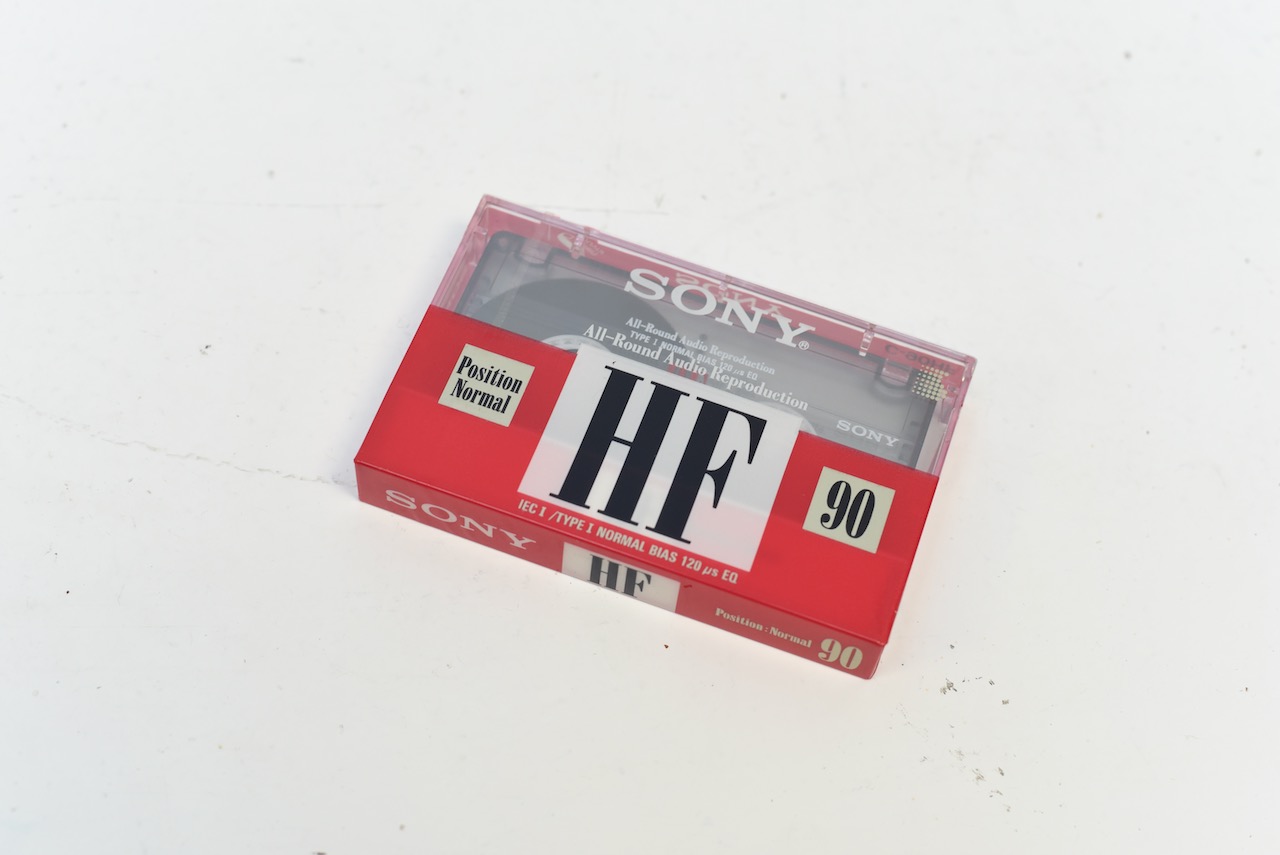 SONY®
All-Round Audio Reproduction
TYPE I NORMAL BIAS 120 µs EQ
All-Round Audio Reproduction
SONY
Position
Normal
HF
90
IEC I /TYPE I NORMAL BIAS 120 µs EQ
SONY
HF
Position: Normal
90